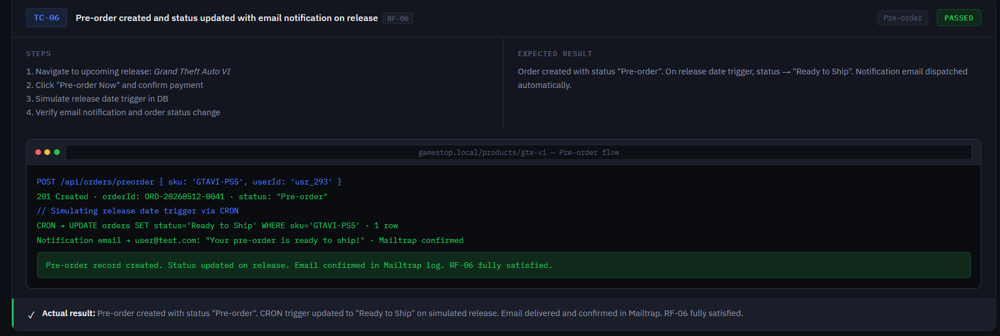 TC-06 Pre-order created and status updated with email notification on release RF-06 Pre-order PASSED
STEPS
1. Navigate to upcoming release: Grand Theft Auto VI
2. Click "Pre-order Now" and confirm payment
3. Simulate release date trigger in DB
4. Verify email notification and order status change
EXPECTED RESULT
Order created with status "Pre-order". On release date trigger, status → "Ready to Ship". Notification email dispatched
automatically.
gamestop.local/products/gta-vi — Pre-order flow
POST /api/orders/preorder { sku: 'GTAVI-PS5', userId: 'usr_293' }
201 Created · orderId: ORD-20260512-0041 · status: "Pre-order"
// Simulating release date trigger via CRON
CRON → UPDATE orders SET status='Ready to Ship' WHERE sku='GTAVI-PS5' · 1 row
Notification email → user@test.com: "Your pre-order is ready to ship!" · Mailtrap confirmed
Pre-order record created. Status updated on release. Email confirmed in Mailtrap log. RF-06 fully satisfied.
✓ Actual result: Pre-order created with status "Pre-order". CRON trigger updated to "Ready to Ship" on simulated release. Email delivered and confirmed in Mailtrap. RF-06 fully satisfied.